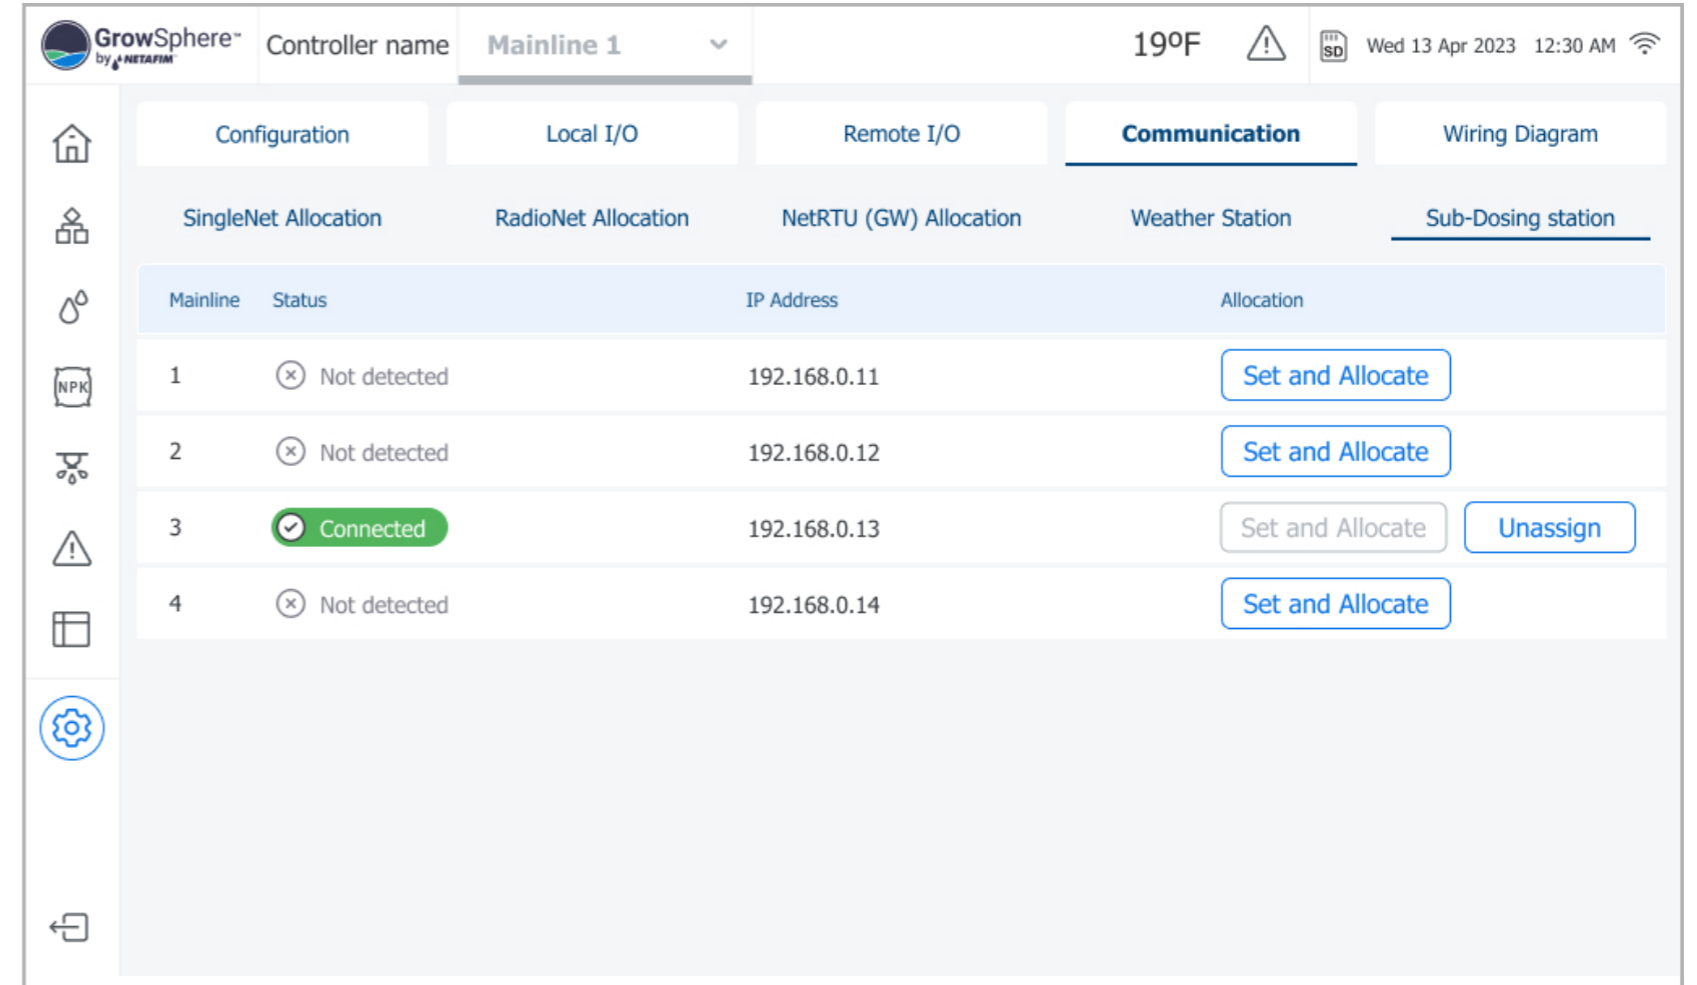 GrowSphere™
by NETAFIM™
Controller name
Mainline 1
19ºF
SD
Wed 13 Apr 2023 12:30 AM
Configuration
Local I/O
Remote I/O
Communication
Wiring Diagram
SingleNet Allocation
RadioNet Allocation
NetRTU (GW) Allocation
Weather Station
Sub-Dosing station
Mainline Status IP Address Allocation
1 Not detected 192.168.0.11 Set and Allocate
2 Not detected 192.168.0.12 Set and Allocate
3 Connected 192.168.0.13 Set and Allocate Unassign
4 Not detected 192.168.0.14 Set and Allocate
NPK